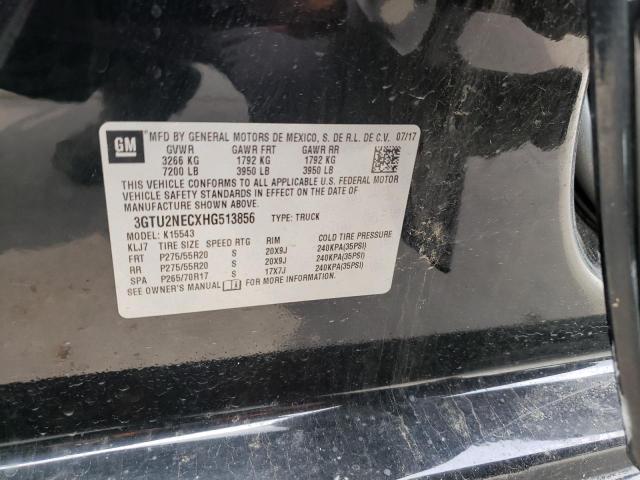 GM MFD BY GENERAL MOTORS DE MEXICO, S. DE R.L. DE C.V. 07/17
GVWR GAWR FRT GAWR RR
3266 KG 1792 KG 1792 KG
7200 LB 3950 LB 3950 LB
THIS VEHICLE CONFORMS TO ALL APPLICABLE U.S. FEDERAL MOTOR
VEHICLE SAFETY STANDARDS IN EFFECT ON THE DATE OF
MANUFACTURE SHOWN ABOVE.
3GTU2NECXHG513856 TYPE: TRUCK
MODEL: K15543
KLJ7 TIRE SIZE SPEED RTG RIM COLD TIRE PRESSURE
FRT P275/55R20 S 20X9J 240KPA(35PSI)
RR P275/55R20 S 20X9J 240KPA(35PSI)
SPA P265/70R17 S 17X7J 240KPA(35PSI)
SEE OWNER'S MANUAL FOR MORE INFORMATION.